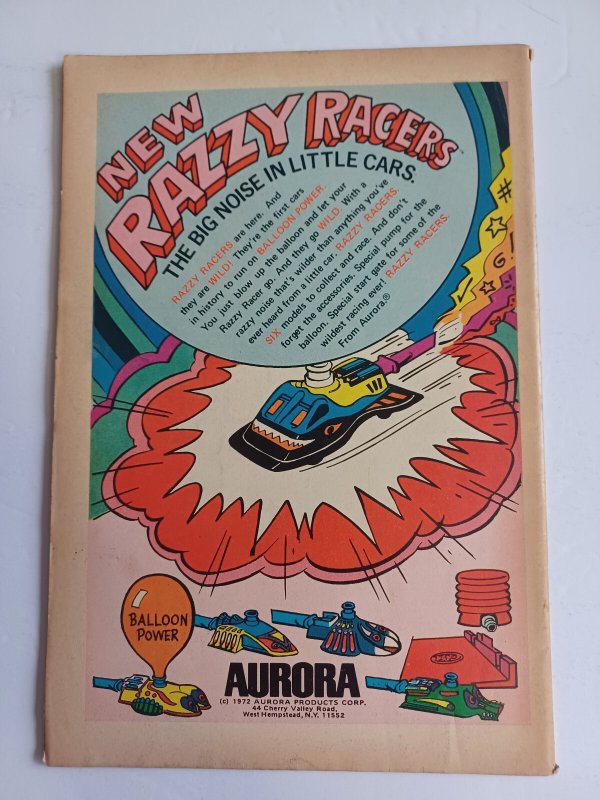 NEW
RAZZY RACERS™
THE BIG NOISE IN LITTLE CARS.
RAZZY RACERS are here. And
they are WILD! They're the first cars
in history to run on BALLOON POWER.
You just blow up the balloon and let your
Razzy Racer go. And they go WILD. With a
razzy noise that's wilder than anything you've
ever heard from a little car. RAZZY RACERS.
SIX models to collect and race. And don't
forget the accessories. Special pump for the
balloon. Special start gate for some of the
wildest racing ever! RAZZY RACERS.
From Aurora.®
#
G!
BALLOON
POWER
AURORA
(c) 1972 AURORA PRODUCTS CORP.
44 Cherry Valley Road,
West Hempstead, N.Y. 11552